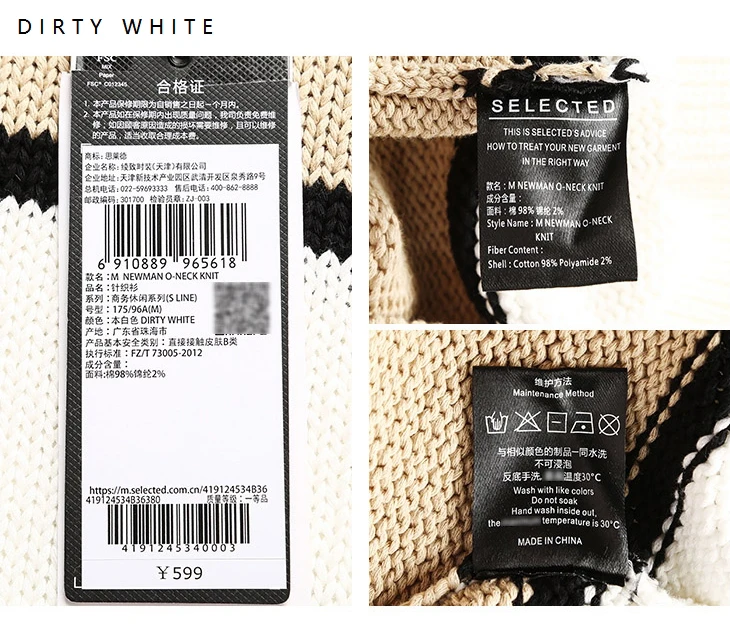 DIRTY WHITE
FSC
MIX
Paper
FSC® C012345
合格证
1. 本产品保修期限为自销售之日起一个月内。
2. 本产品如在保修期内出现质量问题，我司负责免费维
修，如因顾客原因造成的损坏需要维修，且可以维修
的产品，适当收取合理成本费。
商标：思莱德
企业名称：绫致时装(天津)有限公司
企业地址：天津新技术产业园区武清开发区泉秀路9号
总机电话：022-59693333 售后电话：400-862-8888
邮政编码：301700 检验员章：ZJ-003
6 910889 965618
款名：M NEWMAN O-NECK KNIT
品名：针织衫
系列：商务休闲系列(S LINE)
号型：175/96A(M)
颜色：本白色 DIRTY WHITE
产地：广东省珠海市
产品基本安全类别：直接接触皮肤B类
执行标准：FZ/T 73005-2012
成分含量：
面料:棉98%锦纶2%
https://m.selected.com.cn/419124534B36
419124534B36380 质量等级：一等品
4191245340003
￥599
SELECTED
THIS IS SELECTED'S ADVICE
HOW TO TREAT YOUR NEW GARMENT
IN THE RIGHT WAY
款名：M NEWMAN O-NECK KNIT
成分含量：
面料：棉 98% 锦纶 2%
Style Name：M NEWMAN O-NECK
KNIT
Fiber Content：
Shell：Cotton 98% Polyamide 2%
维护方法
Maintenance Method
与相似颜色的制品一同水洗
不可浸泡
反底手洗, 温度30°C
Wash with like colors
Do not soak
Hand wash inside out,
the temperature is 30°C
MADE IN CHINA